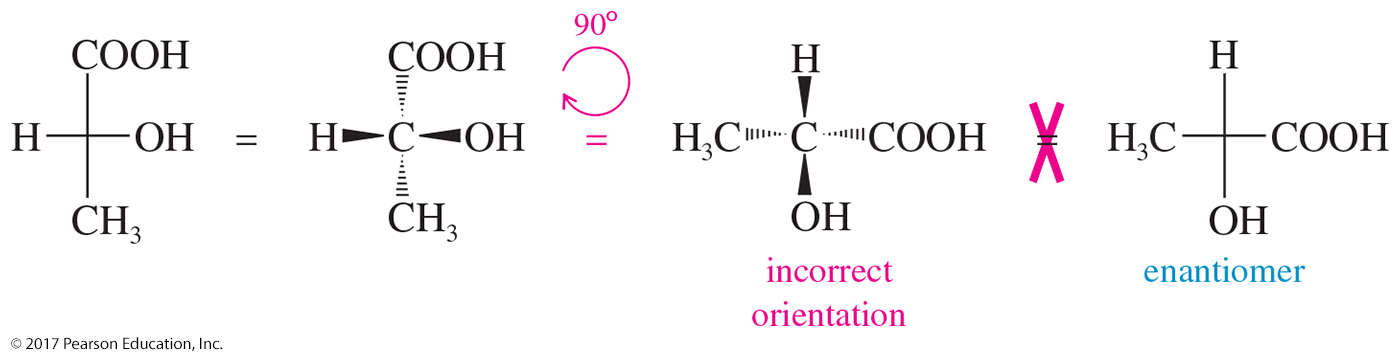 COOH
H OH
CH₃
=
COOH
H C OH
CH₃
90°
=
H
H₃C C COOH
OH
incorrect
orientation
=
H
H₃C COOH
OH
enantiomer
© 2017 Pearson Education, Inc.